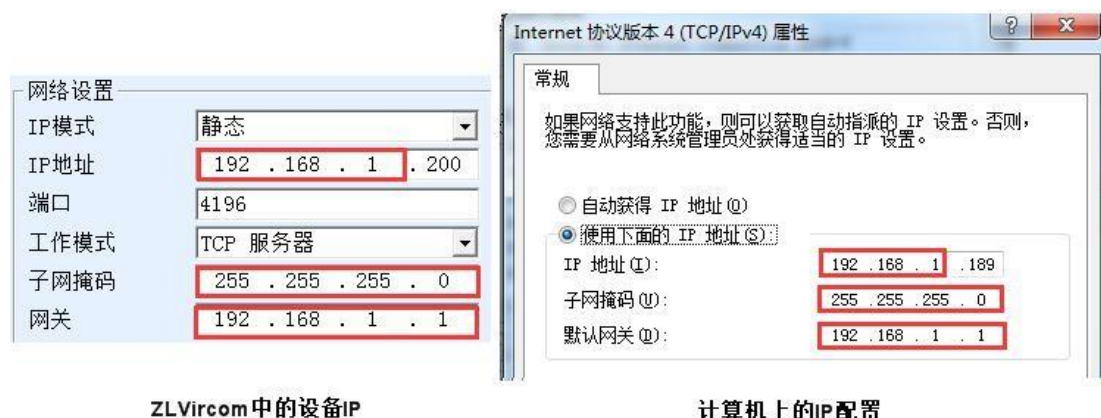 网络设置
IP模式 静态
IP地址 192 . 168 . 1 . 200
端口 4196
工作模式 TCP 服务器
子网掩码 255 . 255 . 255 . 0
网关 192 . 168 . 1 . 1
ZLVircom中的设备IP
Internet 协议版本 4 (TCP/IPv4) 属性
常规
如果网络支持此功能，则可以获取自动指派的 IP 设置。否则，
您需要从网络系统管理员处获得适当的 IP 设置。
自动获得 IP 地址(O)
使用下面的 IP 地址(S):
IP 地址(I): 192 .168 . 1 .189
子网掩码(U): 255 .255 .255 . 0
默认网关(D): 192 .168 . 1 . 1
计算机上的IP配置